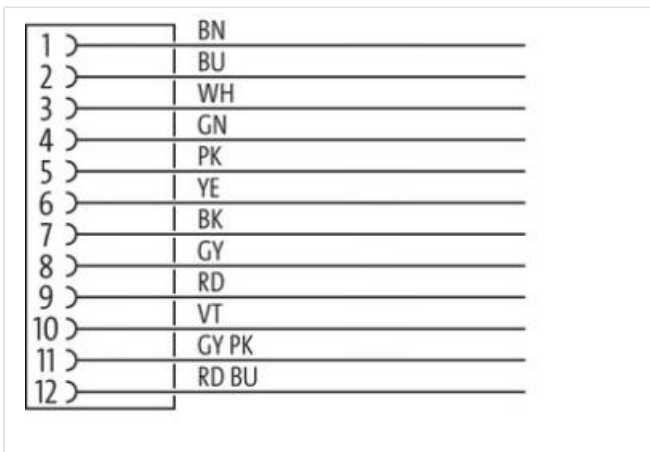 1 BN
2 BU
3 WH
4 GN
5 PK
6 YE
7 BK
8 GY
9 RD
10 VT
11 GY PK
12 RD BU